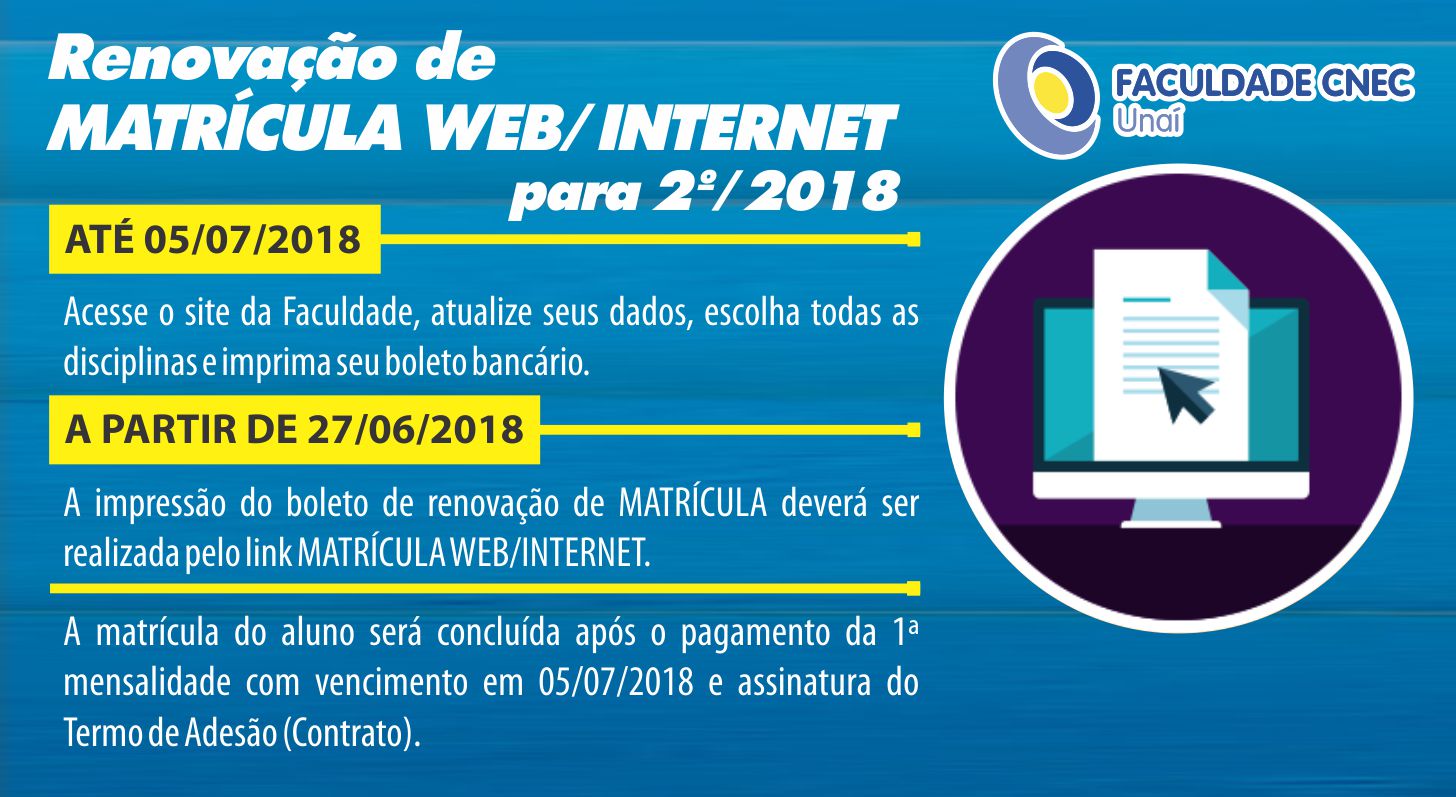 Renovação de
MATRÍCULA WEB/INTERNET
para 2º/2018
FACULDADE CNEC
Unaí
ATÉ 05/07/2018
Acesse o site da Faculdade, atualize seus dados, escolha todas as
disciplinas e imprima seu boleto bancário.
A PARTIR DE 27/06/2018
A impressão do boleto de renovação de MATRÍCULA deverá ser
realizada pelo link MATRÍCULA WEB/INTERNET.
A matrícula do aluno será concluída após o pagamento da 1ª
mensalidade com vencimento em 05/07/2018 e assinatura do
Termo de Adesão (Contrato).